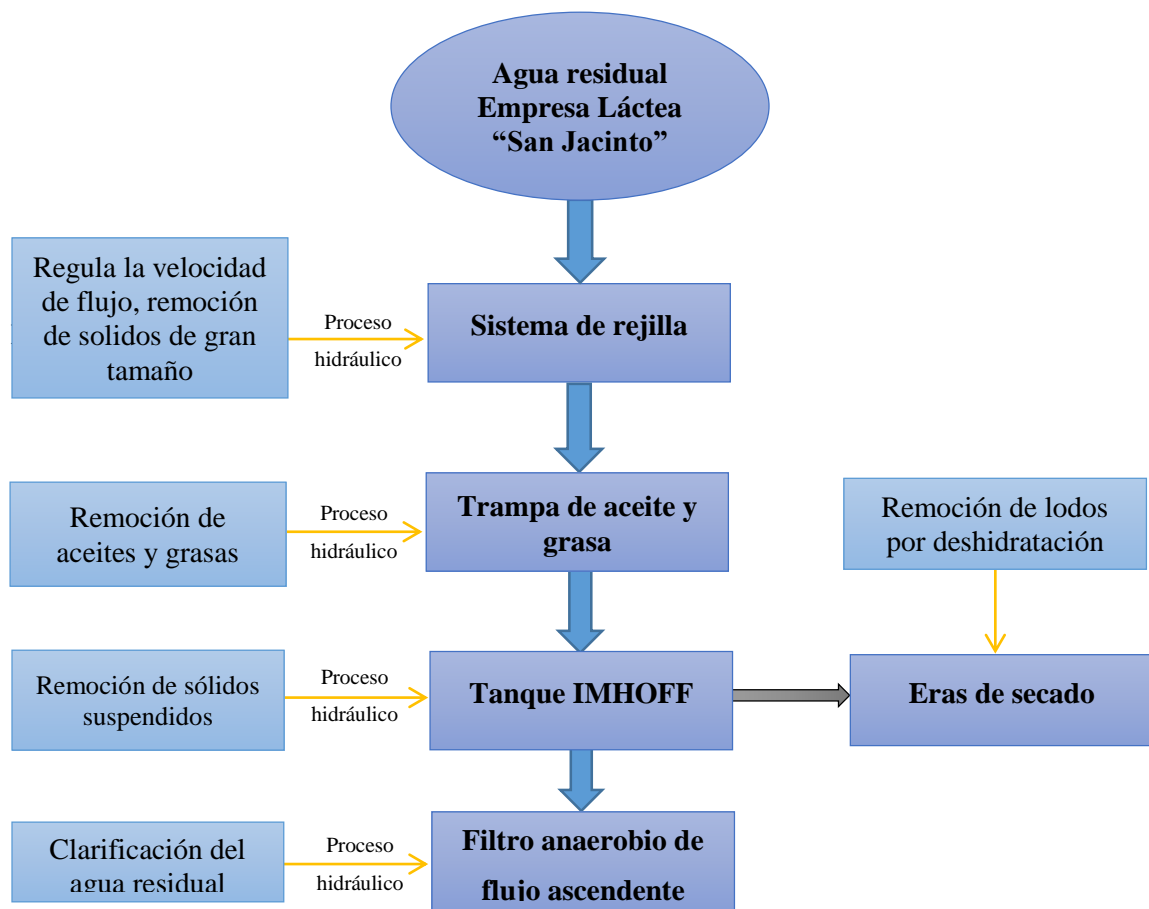 Agua residual
Empresa Láctea
“San Jacinto”
Regula la velocidad
de flujo, remoción
de solidos de gran
tamaño
Proceso
hidráulico
Sistema de rejilla
Remoción de
aceites y grasas
Proceso
hidráulico
Trampa de aceite y
grasa
Remoción de lodos
por deshidratación
Remoción de sólidos
suspendidos
Proceso
hidráulico
Tanque IMHOFF
Eras de secado
Clarificación del
agua residual
Proceso
hidráulico
Filtro anaerobio de
flujo ascendente